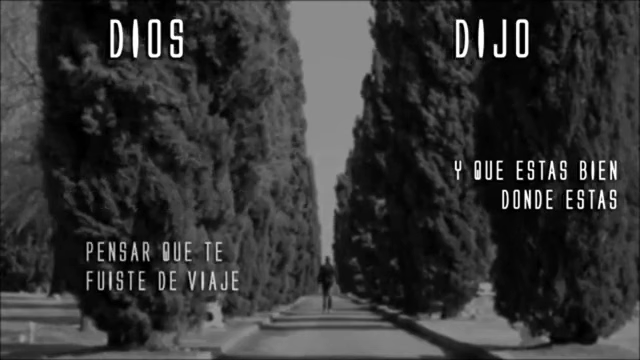 DIOS DIJO
PENSAR QUE TE
FUISTE DE VIAJE
Y QUE ESTAS BIEN
DONDE ESTAS